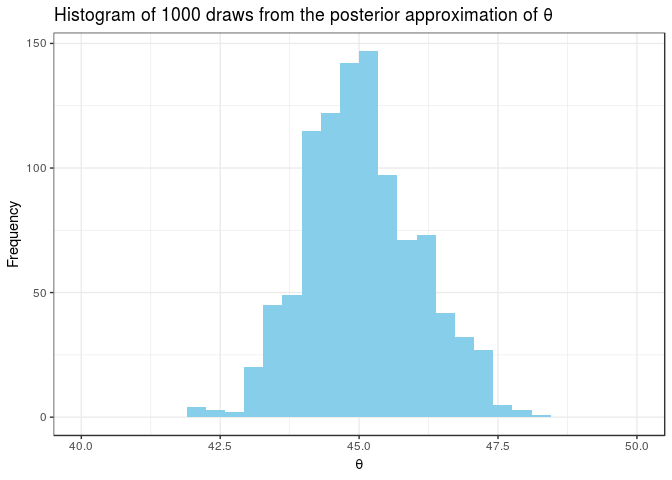 Histogram of 1000 draws from the posterior approximation of θ
150
100
50
0
Frequency
40.0 42.5 45.0 47.5 50.0
θ